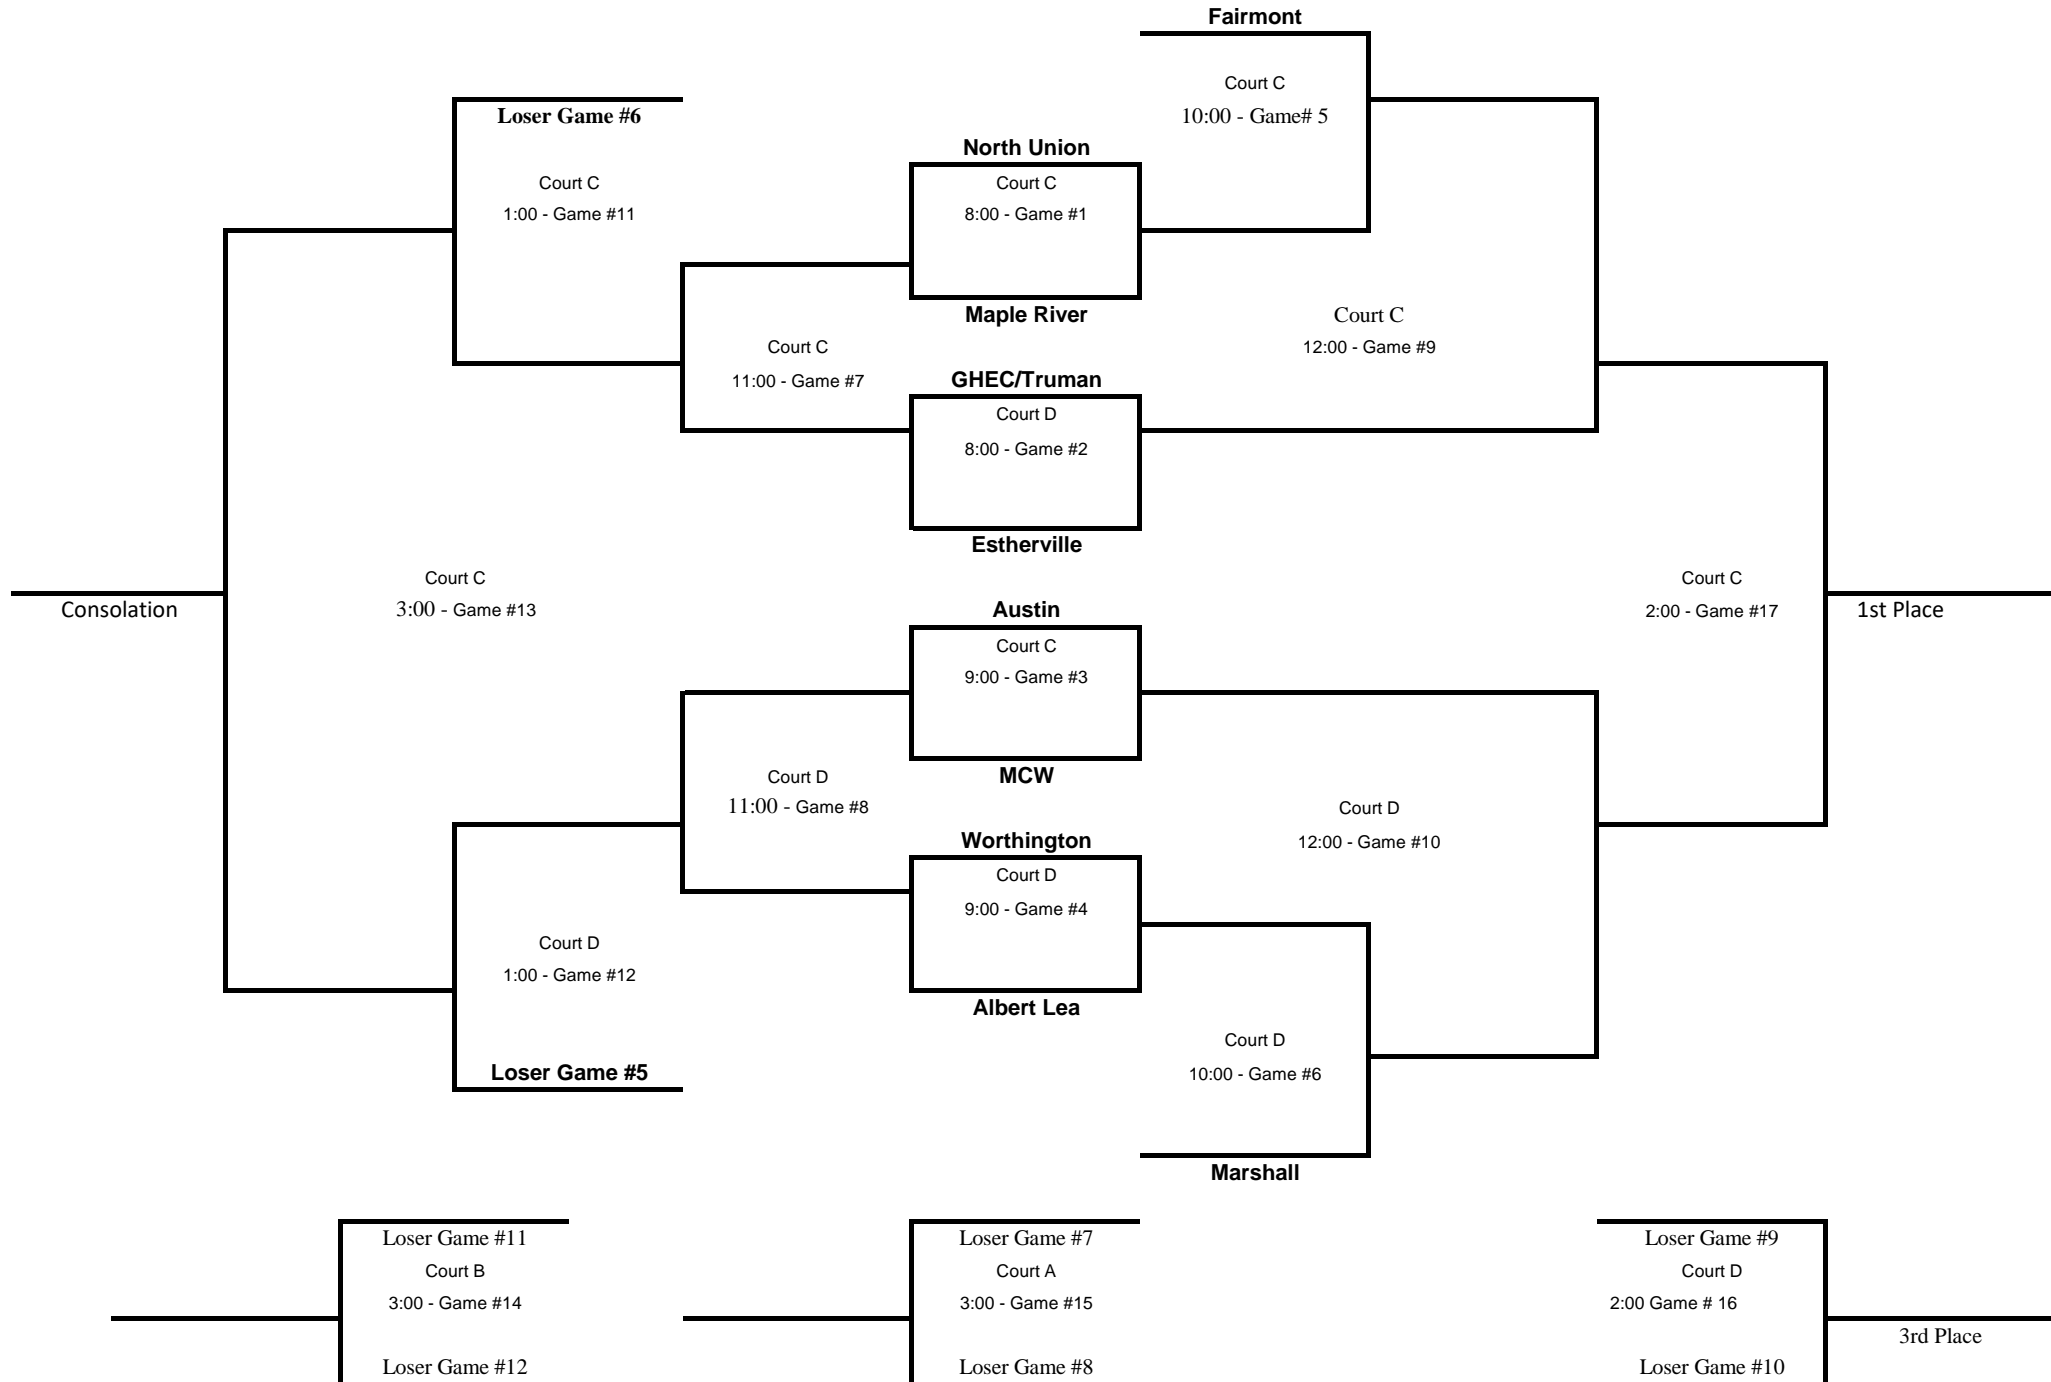 Fairmont
Court C
10:00 - Game# 5
Loser Game #6
North Union
Court C
1:00 - Game #11
Court C
8:00 - Game #1
Maple River
Court C
12:00 - Game #9
Court C
11:00 - Game #7
GHEC/Truman
Court D
8:00 - Game #2
Estherville
Court C
3:00 - Game #13
Consolation
Court C
2:00 - Game #17
1st Place
Austin
Court C
9:00 - Game #3
MCW
Court D
11:00 - Game #8
Court D
12:00 - Game #10
Worthington
Court D
9:00 - Game #4
Albert Lea
Court D
1:00 - Game #12
Loser Game #5
Court D
10:00 - Game #6
Marshall
Loser Game #11
Court B
3:00 - Game #14
Loser Game #12
Loser Game #7
Court A
3:00 - Game #15
Loser Game #8
Loser Game #9
Court D
2:00 Game # 16
3rd Place
Loser Game #10